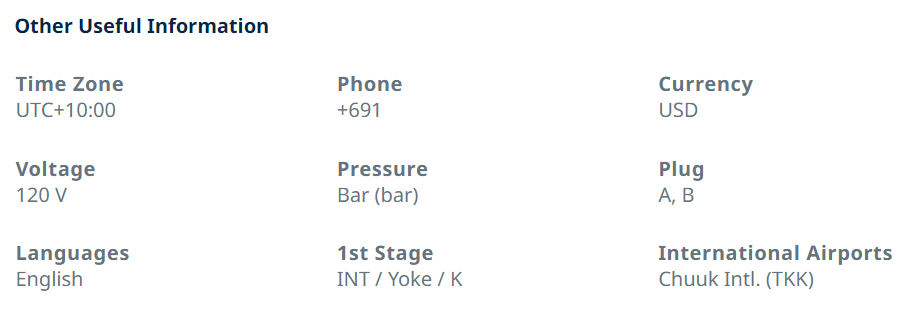 Other Useful Information
Time Zone
UTC+10:00
Phone
+691
Currency
USD
Voltage
120 V
Pressure
Bar (bar)
Plug
A, B
Languages
English
1st Stage
INT / Yoke / K
International Airports
Chuuk Intl. (TKK)